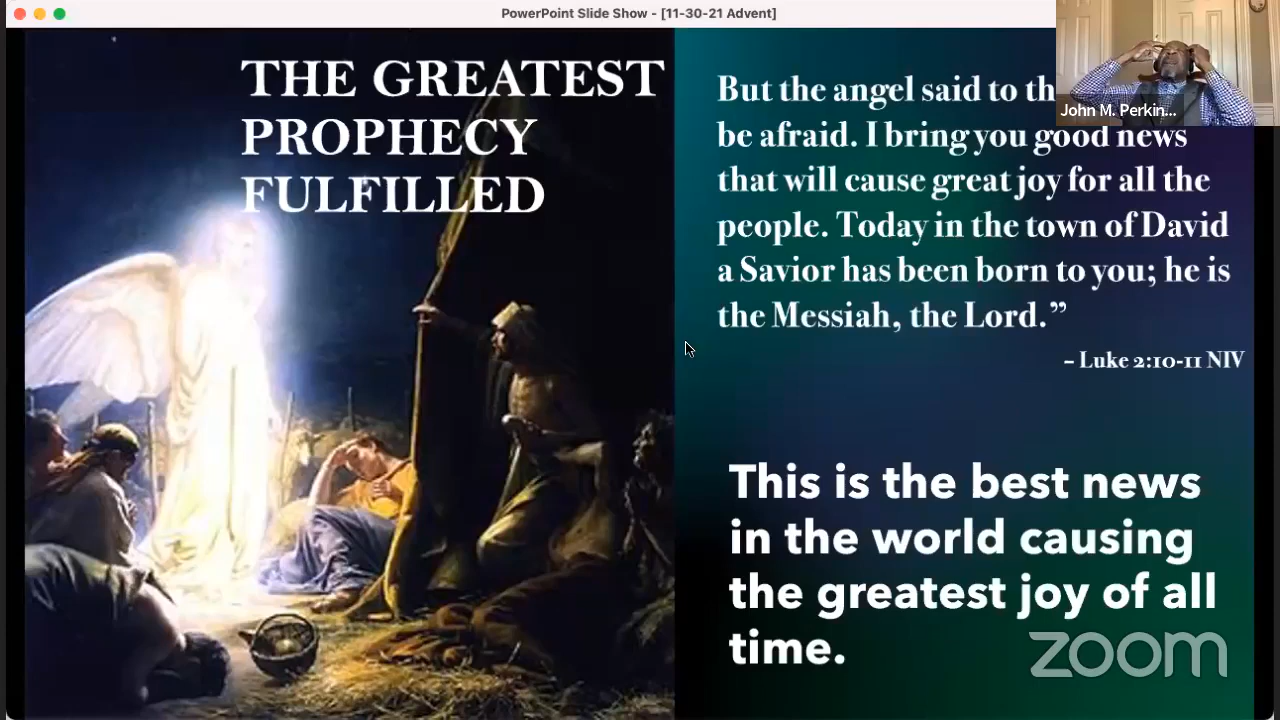 PowerPoint Slide Show - [11-30-21 Advent]
THE GREATEST
PROPHECY
FULFILLED
But the angel said to
be afraid. I bring you good news
that will cause great joy for all the
people. Today in the town of David
a Savior has been born to you; he is
the Messiah, the Lord.”
– Luke 2:10-11 NIV
This is the best news
in the world causing
the greatest joy of all
time.
John M. Perkin...
zoom